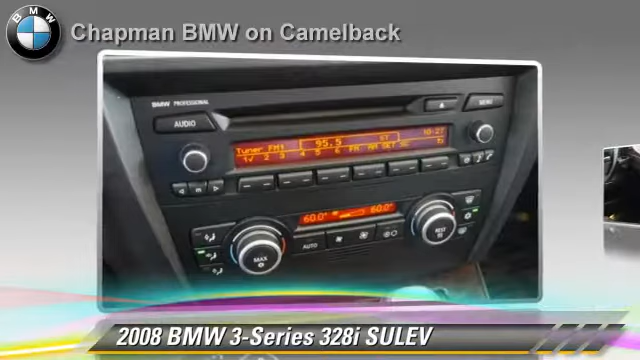 BMW
Chapman BMW on Camelback
BMW PROFESSIONAL
AUDIO
MENU
Tuner FM1 95.5 ST 10:27
1 2 3 4 5 6 FM AM SET SC
m
60.0° 60.0°
MAX
AUTO
REST
2008 BMW 3-Series 328i SULEV